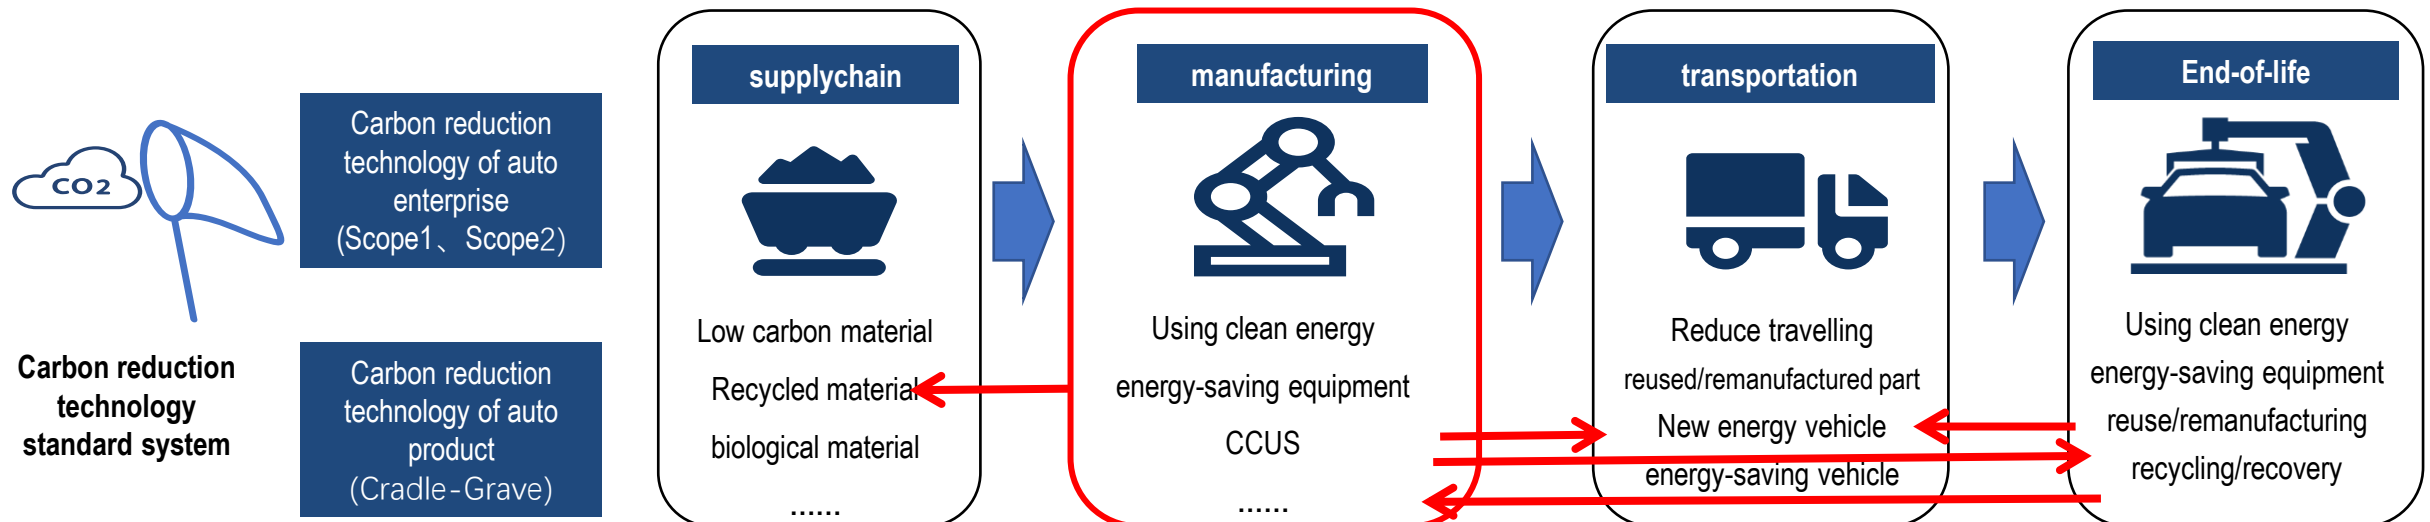 CO2
Carbon reduction
technology
standard system
Carbon reduction
technology of auto
enterprise
(Scope1、Scope2)
Carbon reduction
technology of auto
product
(Cradle-Grave)
supplychain
Low carbon material
Recycled material
biological material
......
manufacturing
Using clean energy
energy-saving equipment
CCUS
......
transportation
Reduce travelling
reused/remanufactured part
New energy vehicle
energy-saving vehicle
End-of-life
Using clean energy
energy-saving equipment
reuse/remanufacturing
recycling/recovery